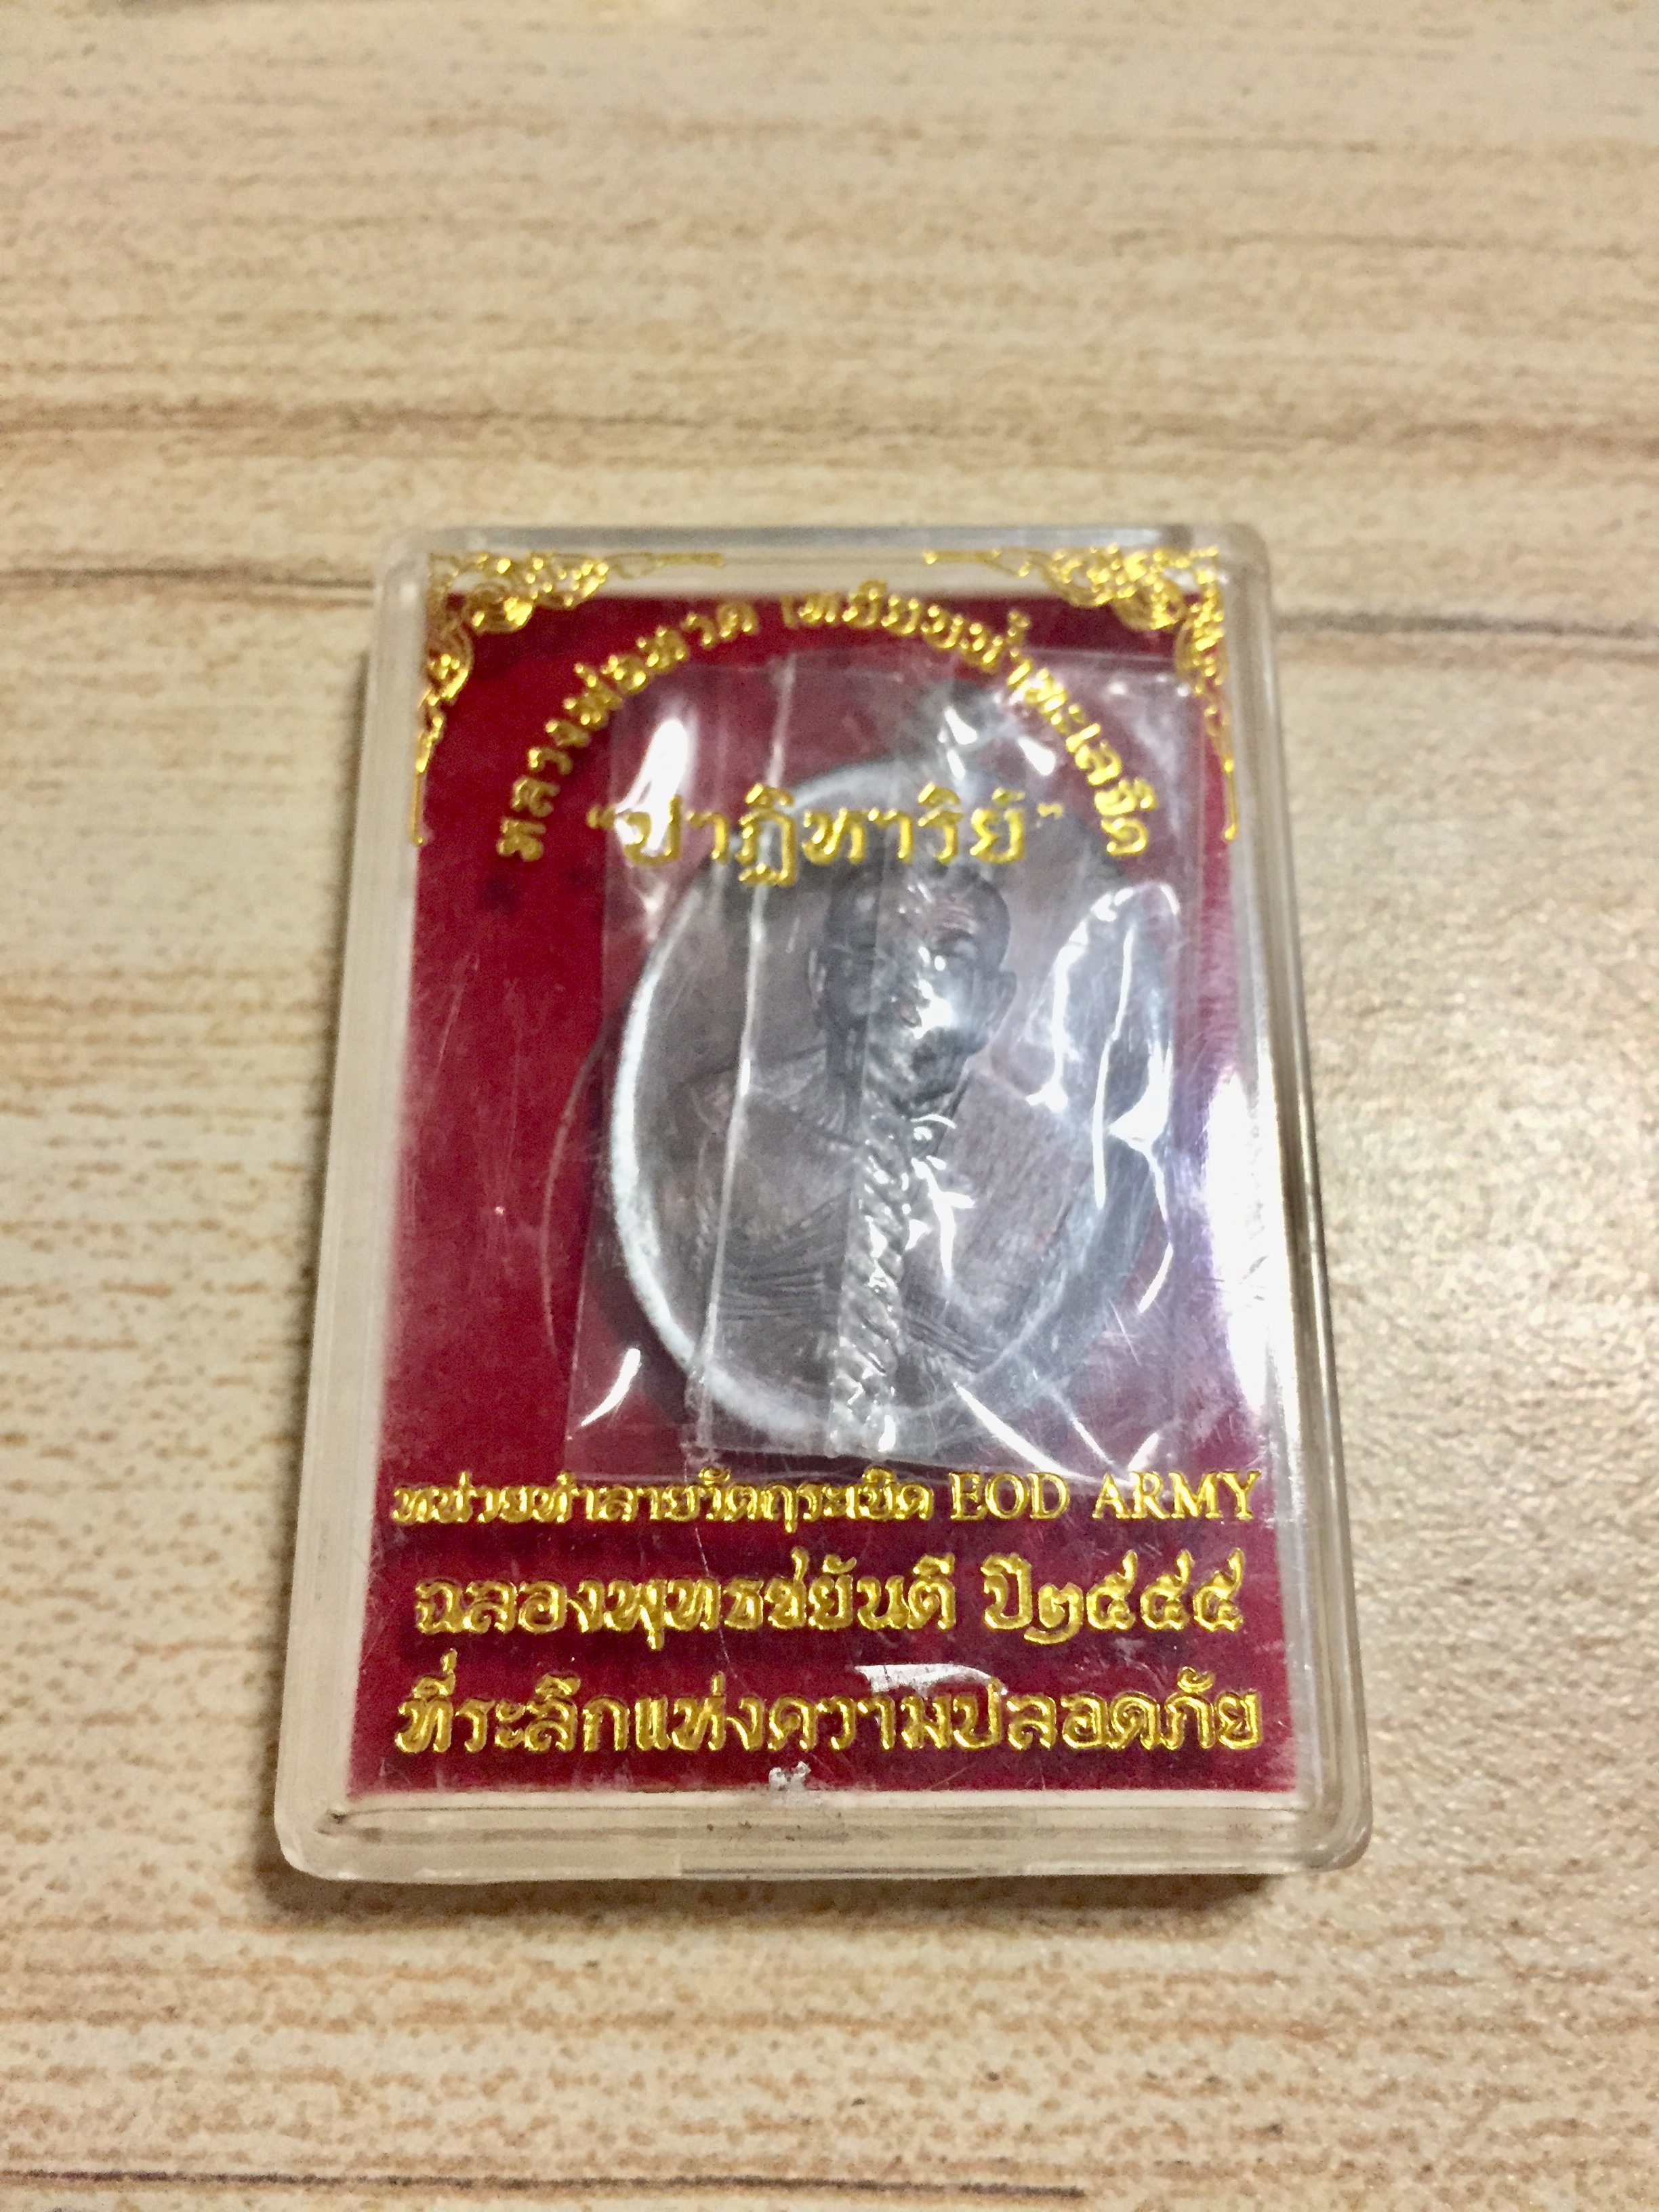 หลวงพ่อทวด เหยียบน้ำทะเลจืด
"ปาฏิหาริย์"
หน่วยทำลายวัตถุระเบิด EOD ARMY
ฉลองพุทธชยันตี ปี๒๕๕๕
ที่ระลึกแห่งความปลอดภัย